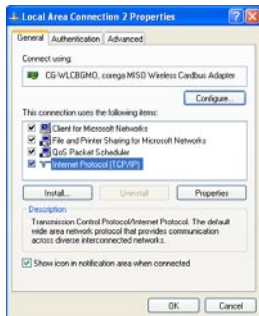 Local Area Connection 2 Properties
General Authentication Advanced
Connect using:
CG-WLCBGMO, corega MISO Wireless Cardbus Adapter
Configure...
This connection uses the following items:
Client for Microsoft Networks
File and Printer Sharing for Microsoft Networks
QoS Packet Scheduler
Internet Protocol (TCP/IP)
Install... Uninstall Properties
Description
Transmission Control Protocol/Internet Protocol. The default
wide area network protocol that provides communication
across diverse interconnected networks.
Show icon in notification area when connected
OK Cancel